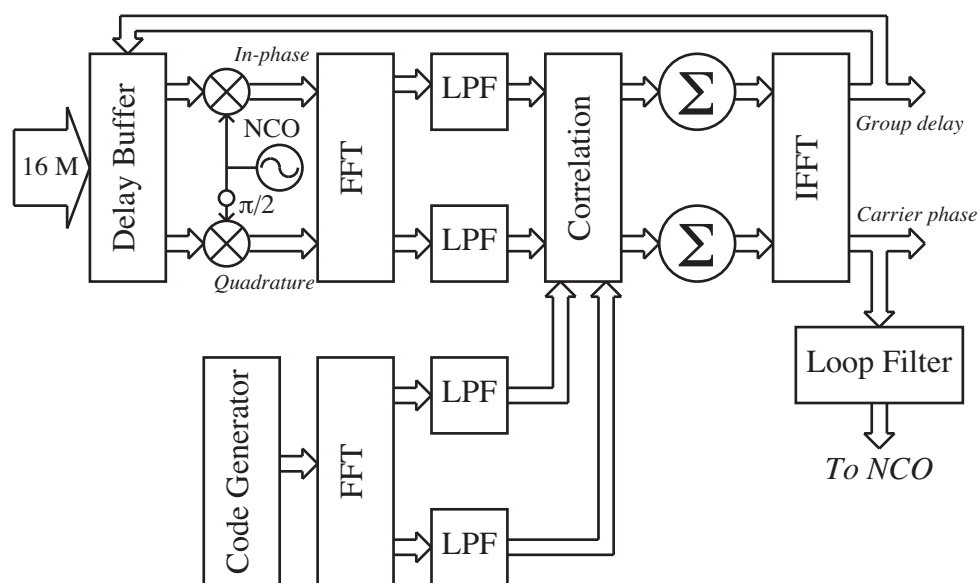 In-phase
16 M
Delay Buffer
NCO
π/2
Quadrature
FFT
LPF
LPF
Correlation
Σ
Σ
IFFT
Group delay
Carrier phase
Loop Filter
To NCO
Code Generator
FFT
LPF
LPF